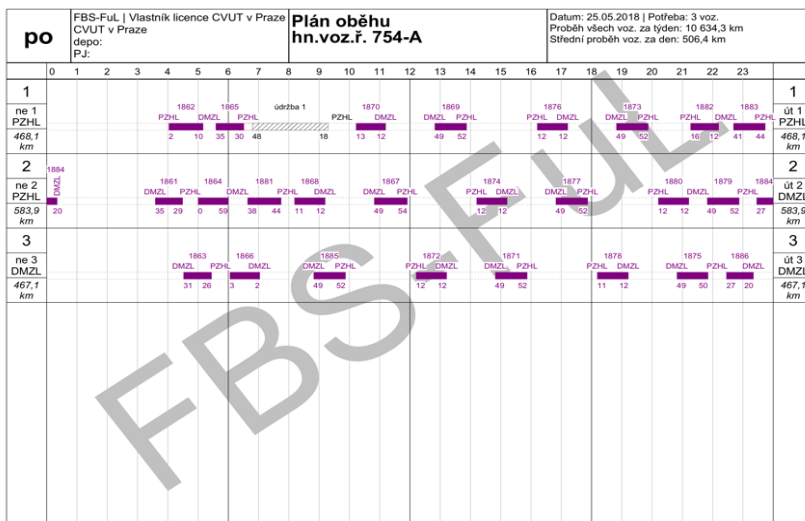 po
FBS-FuL | Vlastník licence CVUT v Praze
CVUT v Praze
depo:
PJ:
Plán oběhu
hn.voz.ř. 754-A
Datum: 25.05.2018 | Potřeba: 3 voz.
Proběh všech voz. za týden: 10 634,3 km
Střední proběh voz. za den: 506,4 km
0 1 2 3 4 5 6 7 8 9 10 11 12 13 14 15 16 17 18 19 20 21 22 23
1
ne 1
PZHL
468,1
km
1862 1865 údržba 1 1870 1869 1876 1873 1882 1883
PZHL DMZL PZHL PZHL DMZL DMZL PZHL PZHL DMZL DMZL PZHL PZHL DMZL PZHL
2 10 35 30 48 18 13 12 49 52 12 12 49 52 16 12 41 44
1
út 1
PZHL
468,1
km
2
ne 2
PZHL
583,9
km
1884
DMZL
20
1861 1864 1881 1868 1867 1874 1877 1880 1879 1884
DMZL PZHL DMZL PZHL DMZL DMZL PZHL PZHL DMZL DMZL PZHL PZHL DMZL PZHL
35 29 0 59 38 44 11 12 49 54 12 12 49 52 12 12 49 52 27
2
út 2
DMZL
583,9
km
3
ne 3
DMZL
467,1
km
1863 1866 1885 1872 1871 1878 1875 1886
DMZL PZHL DMZL DMZL PZHL PZHL DMZL DMZL PZHL PZHL DMZL DMZL PZHL DMZL
31 26 3 2 49 52 12 12 49 52 11 12 49 50 27 20
3
út 3
DMZL
467,1
km
FBS-FuL